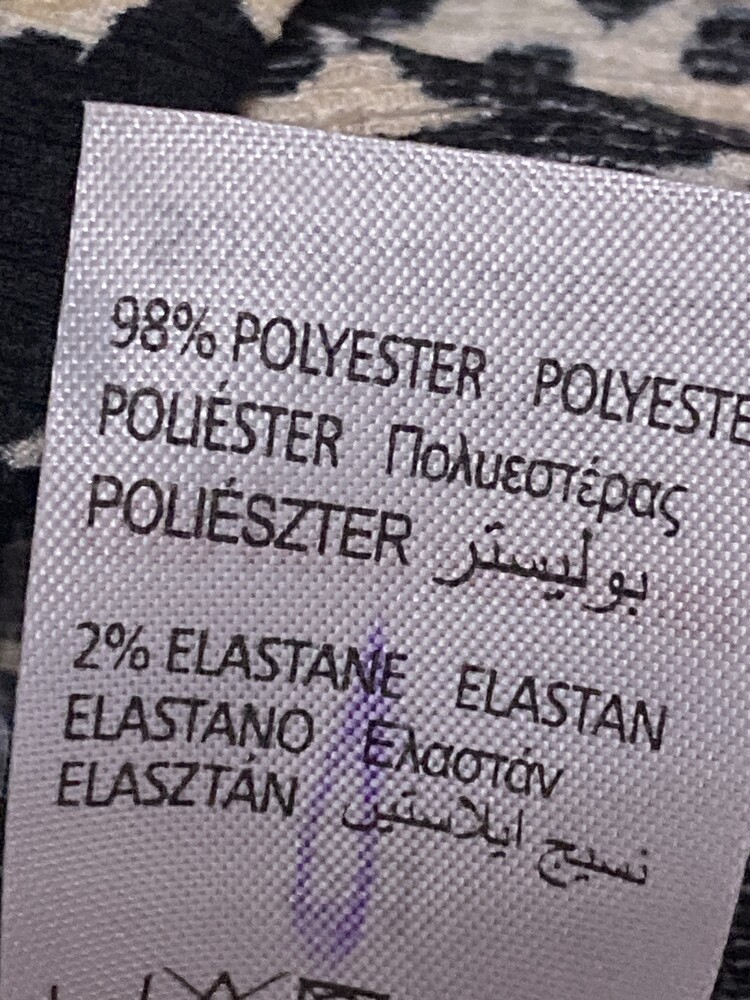 98% POLYESTER POLYESTE
POLIÉSTER Πολυεστέρας
POLIÉSZTER بوليستر
2% ELASTANE ELASTAN
ELASTANO Ελαστάν
ELASZTÁN نسيج ايلاستين